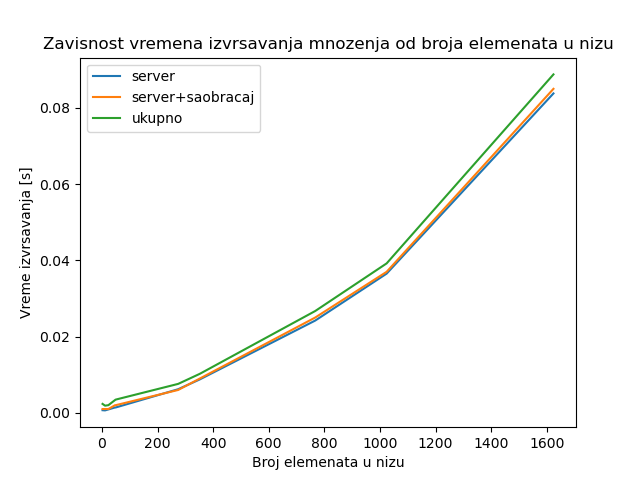 Zavisnost vremena izvrsavanja mnozenja od broja elemenata u nizu
server
server+saobracaj
ukupno
0.08
0.06
0.04
0.02
0.00
Vreme izvrsavanja [s]
0 200 400 600 800 1000 1200 1400 1600
Broj elemenata u nizu